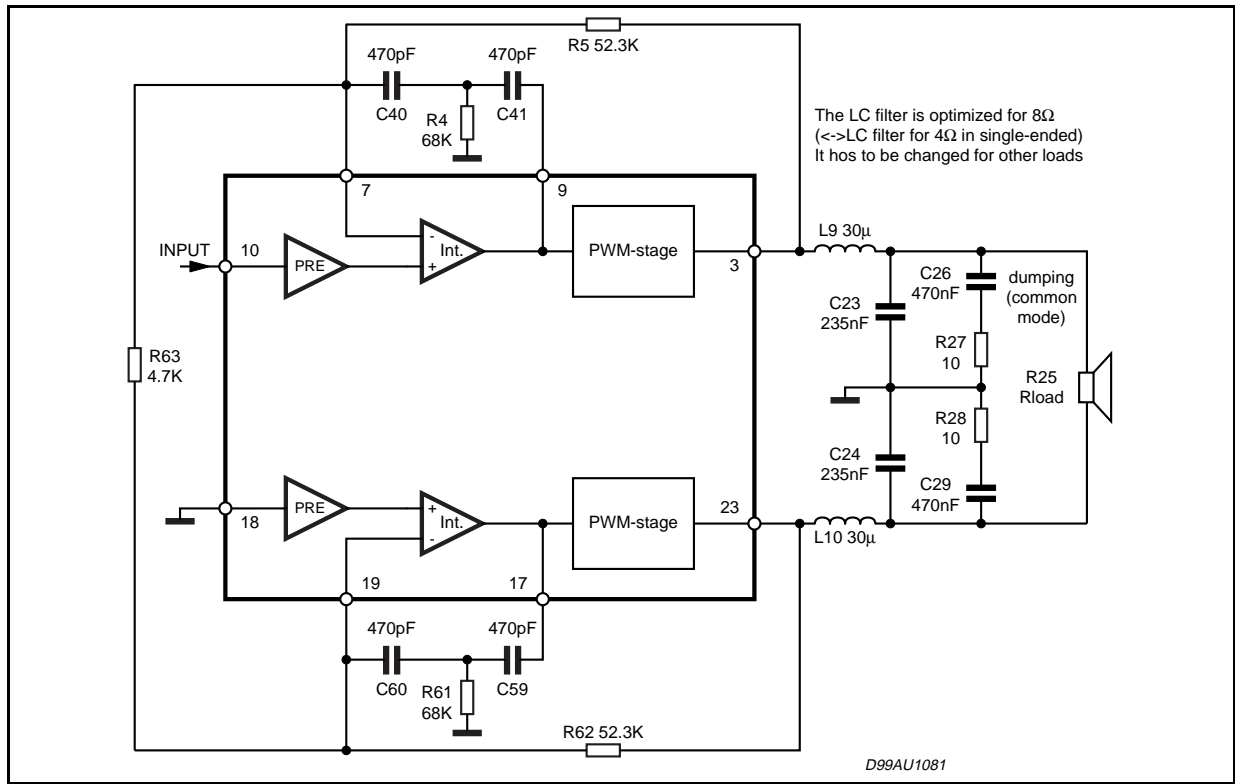 R5 52.3K
470pF
470pF
C40
C41
R4
68K
The LC filter is optimized for 8Ω
(<->LC filter for 4Ω in single-ended)
It hos to be changed for other loads
7
9
INPUT
10
PRE
-
+
Int.
PWM-stage
3
L9 30μ
C23
235nF
C26
470nF
dumping
(common
mode)
R27
10
R63
4.7K
R25
Rload
R28
10
C24
235nF
C29
470nF
18
PRE
+
-
Int.
PWM-stage
23
L10 30μ
19
17
470pF
470pF
C60
C59
R61
68K
R62 52.3K
D99AU1081